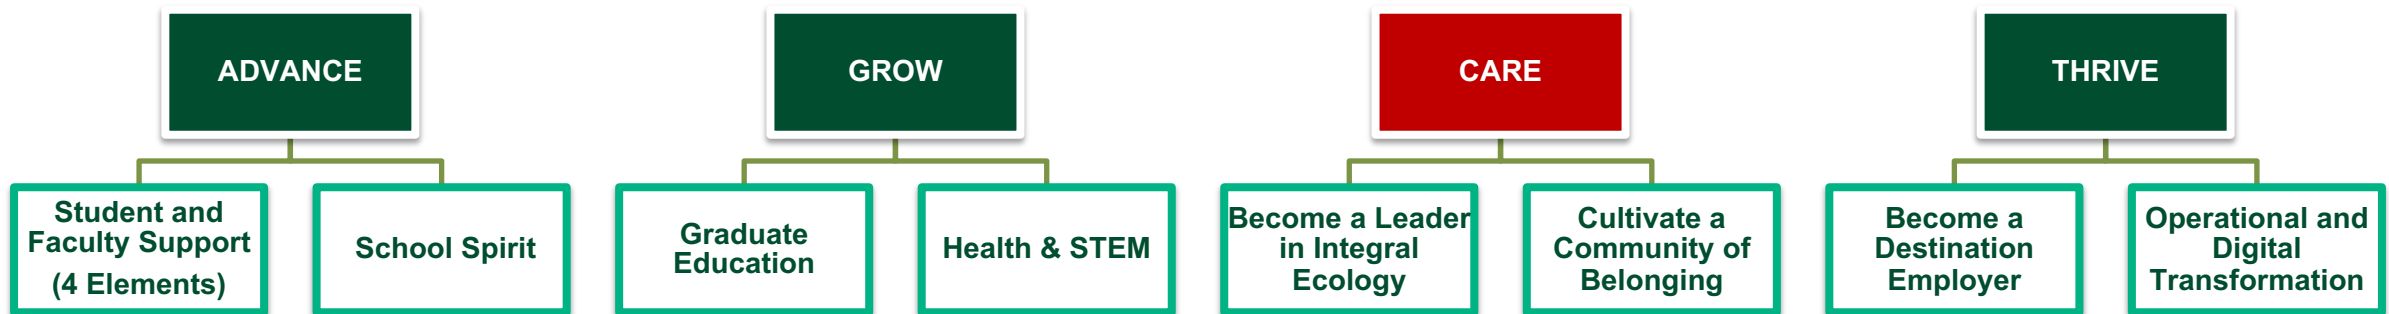 ADVANCE
GROW
CARE
THRIVE
Student and
Faculty Support
(4 Elements)
School Spirit
Graduate
Education
Health & STEM
Become a Leader
in Integral
Ecology
Cultivate a
Community of
Belonging
Become a
Destination
Employer
Operational and
Digital
Transformation